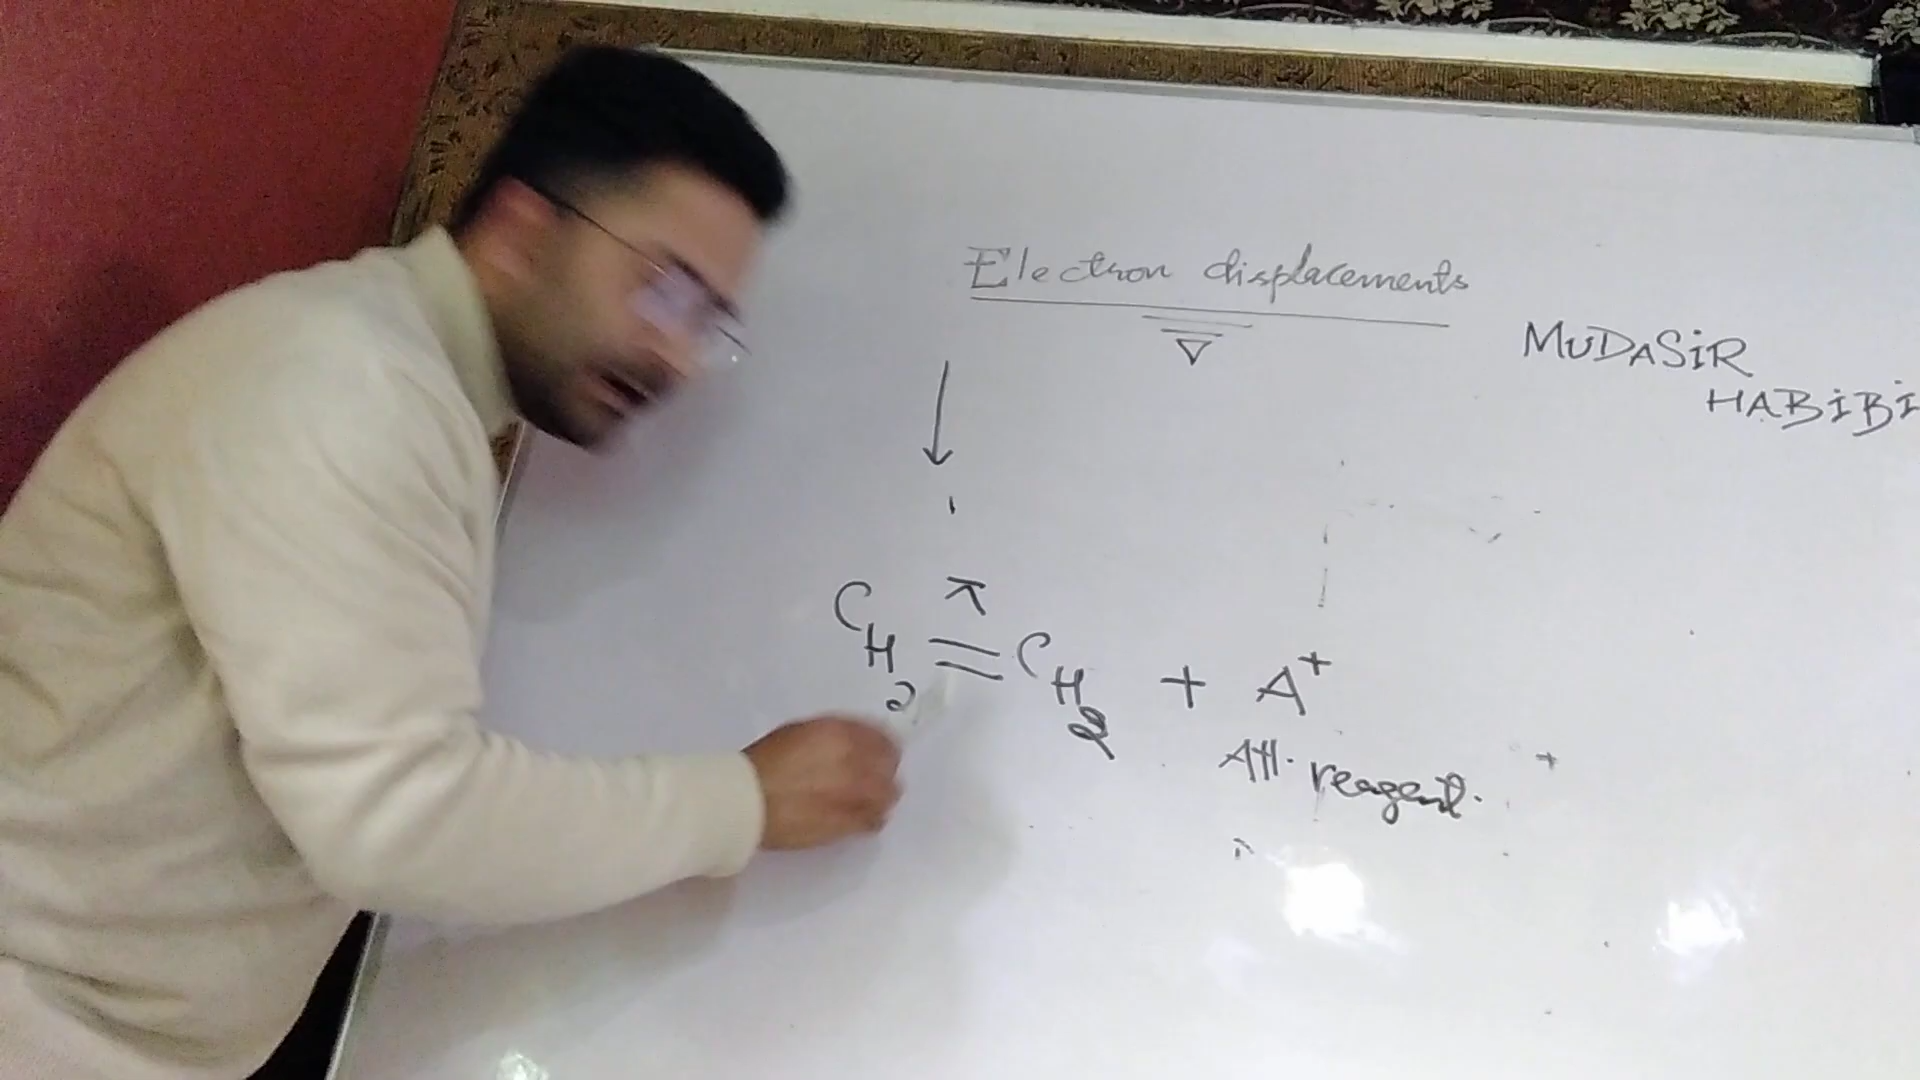 Electron displacements
MUDASIR
HABIBI
π
CH2 = CH2 + A+
Att. reagent.